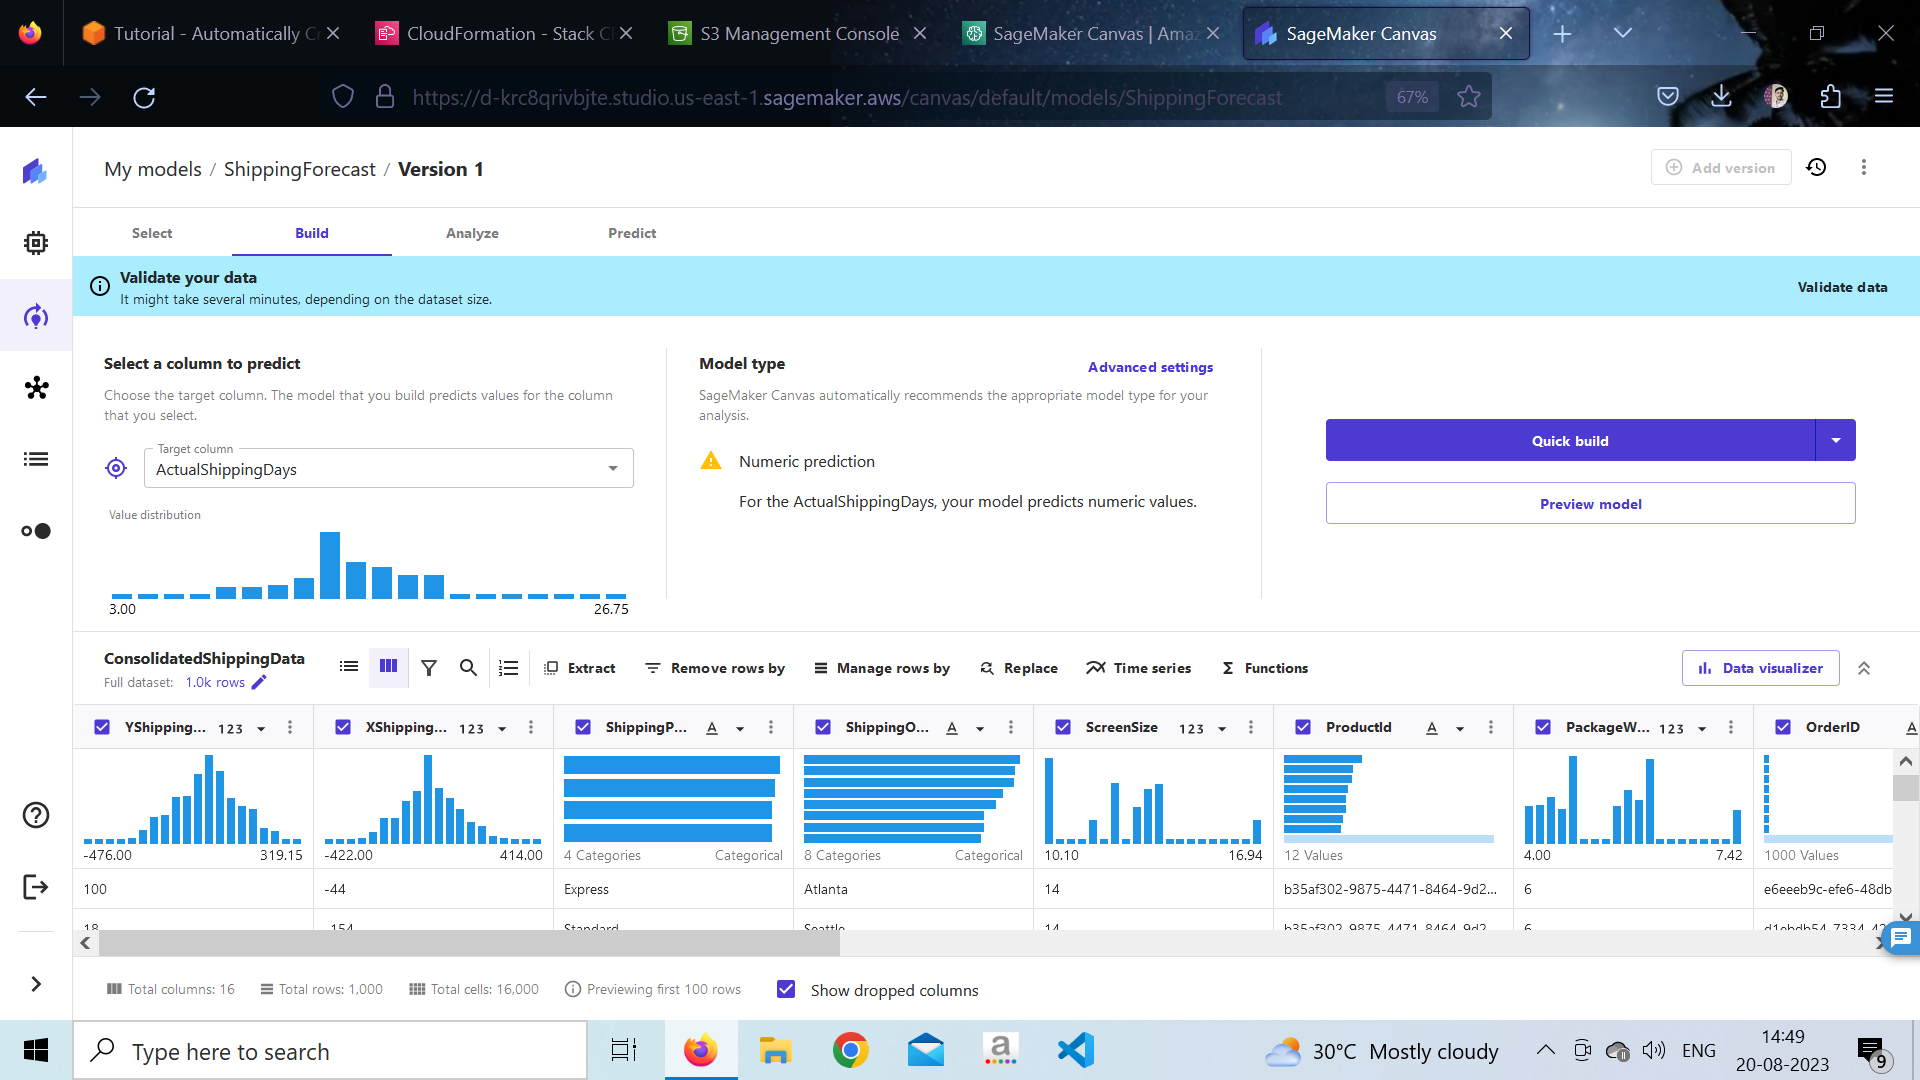 Tutorial - Automatically Cr
CloudFormation - Stack C
S3 Management Console
SageMaker Canvas | Amaz
SageMaker Canvas
https://d-krc8qrivbjte.studio.us-east-1.sagemaker.aws/canvas/default/models/ShippingForecast
67%
My models / ShippingForecast / Version 1
Add version
Select
Build
Analyze
Predict
Validate your data
It might take several minutes, depending on the dataset size.
Validate data
Select a column to predict
Choose the target column. The model that you build predicts values for the column
that you select.
Target column
ActualShippingDays
Value distribution
3.00
26.75
Model type
Advanced settings
SageMaker Canvas automatically recommends the appropriate model type for your
analysis.
Numeric prediction
For the ActualShippingDays, your model predicts numeric values.
Quick build
Preview model
ConsolidatedShippingData
Full dataset: 1.0k rows
Extract
Remove rows by
Manage rows by
Replace
Time series
Functions
Data visualizer
YShipping... 123
XShipping... 123
ShippingP... A
ShippingO... A
ScreenSize 123
ProductId A
PackageW... 123
OrderID A
-476.00 319.15
-422.00 414.00
4 Categories Categorical
8 Categories Categorical
10.10 16.94
12 Values
4.00 7.42
1000 Values
100
-44
Express
Atlanta
14
b35af302-9875-4471-8464-9d2...
6
e6eeeb9c-efe6-48db
18
-154
Standard
Seattle
14
b35af302-9875-4471-8464-9d2
6
Total columns: 16
Total rows: 1,000
Total cells: 16,000
Previewing first 100 rows
Show dropped columns
Type here to search
30°C Mostly cloudy
ENG
14:49
20-08-2023
9